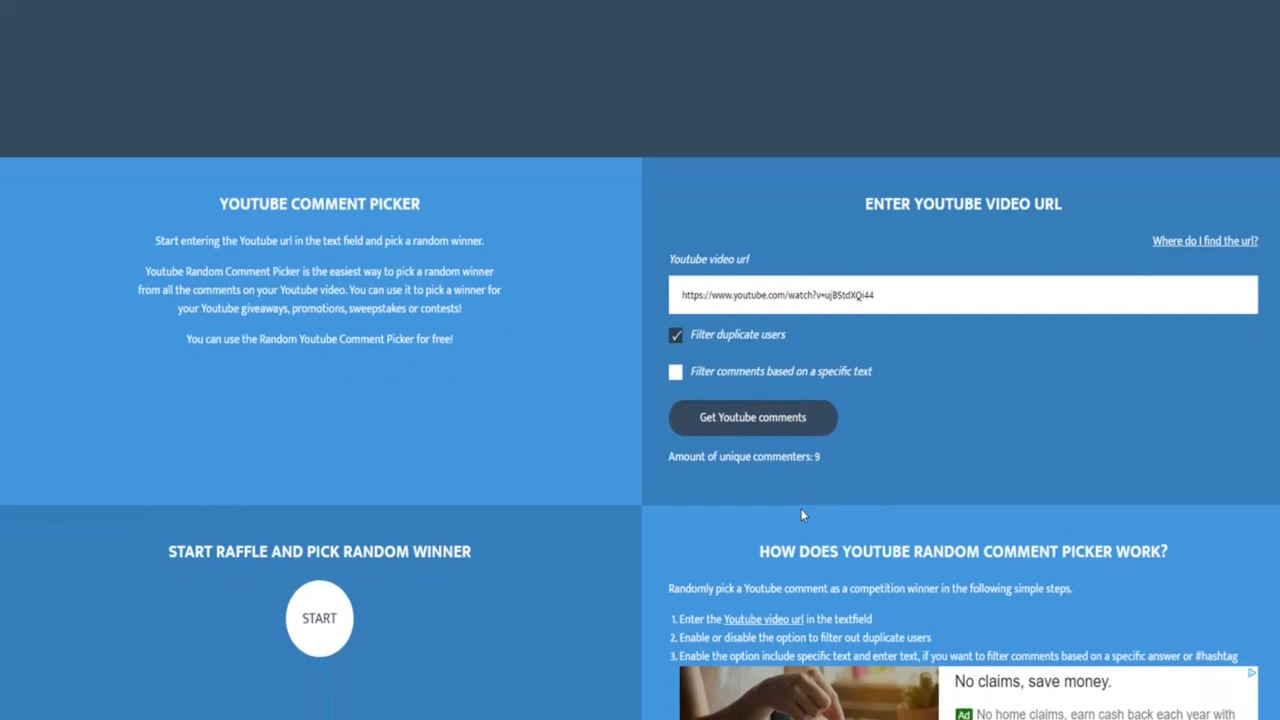 YOUTUBE COMMENT PICKER
Start entering the Youtube url in the text field and pick a random winner.
Youtube Random Comment Picker is the easiest way to pick a random winner
from all the comments on your Youtube video. You can use it to pick a winner for
your Youtube giveaways, promotions, sweepstakes or contests!
You can use the Random Youtube Comment Picker for free!
ENTER YOUTUBE VIDEO URL
Where do I find the url?
Youtube video url
https://www.youtube.com/watch?v=ujBStdXQi44
Filter duplicate users
Filter comments based on a specific text
Get Youtube comments
Amount of unique commenters: 9
START RAFFLE AND PICK RANDOM WINNER
START
HOW DOES YOUTUBE RANDOM COMMENT PICKER WORK?
Randomly pick a Youtube comment as a competition winner in the following simple steps.
1. Enter the Youtube video url in the textfield
2. Enable or disable the option to filter out duplicate users
3. Enable the option include specific text and enter text, if you want to filter comments based on a specific answer or #hashtag
No claims, save money.
Ad No home claims, earn cash back each year with